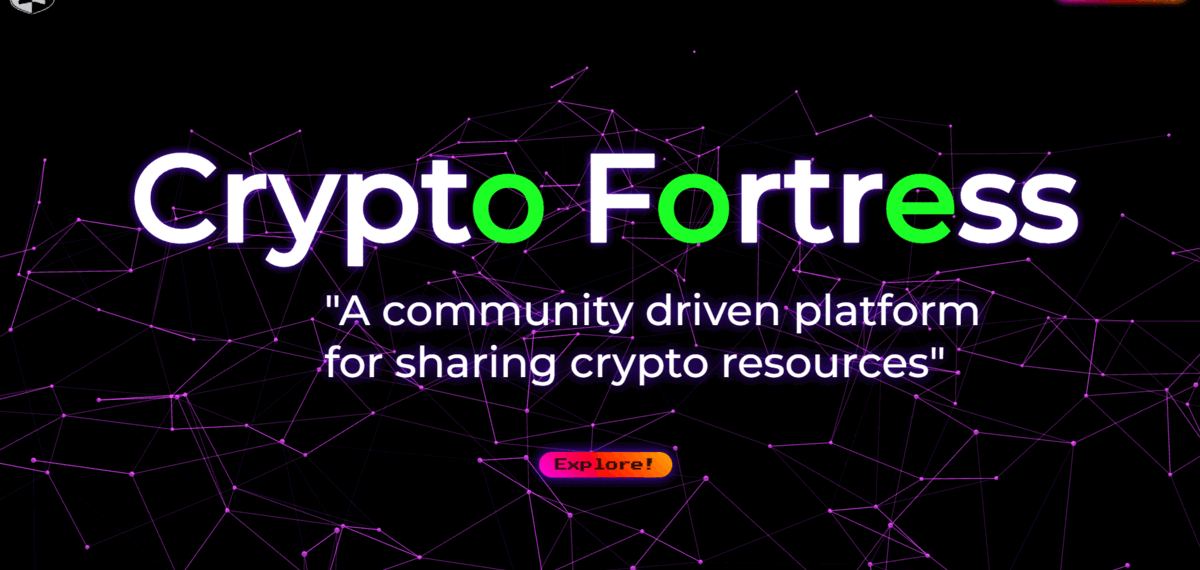 Crypto Fortress
"A community driven platform
for sharing crypto resources"
Explore!